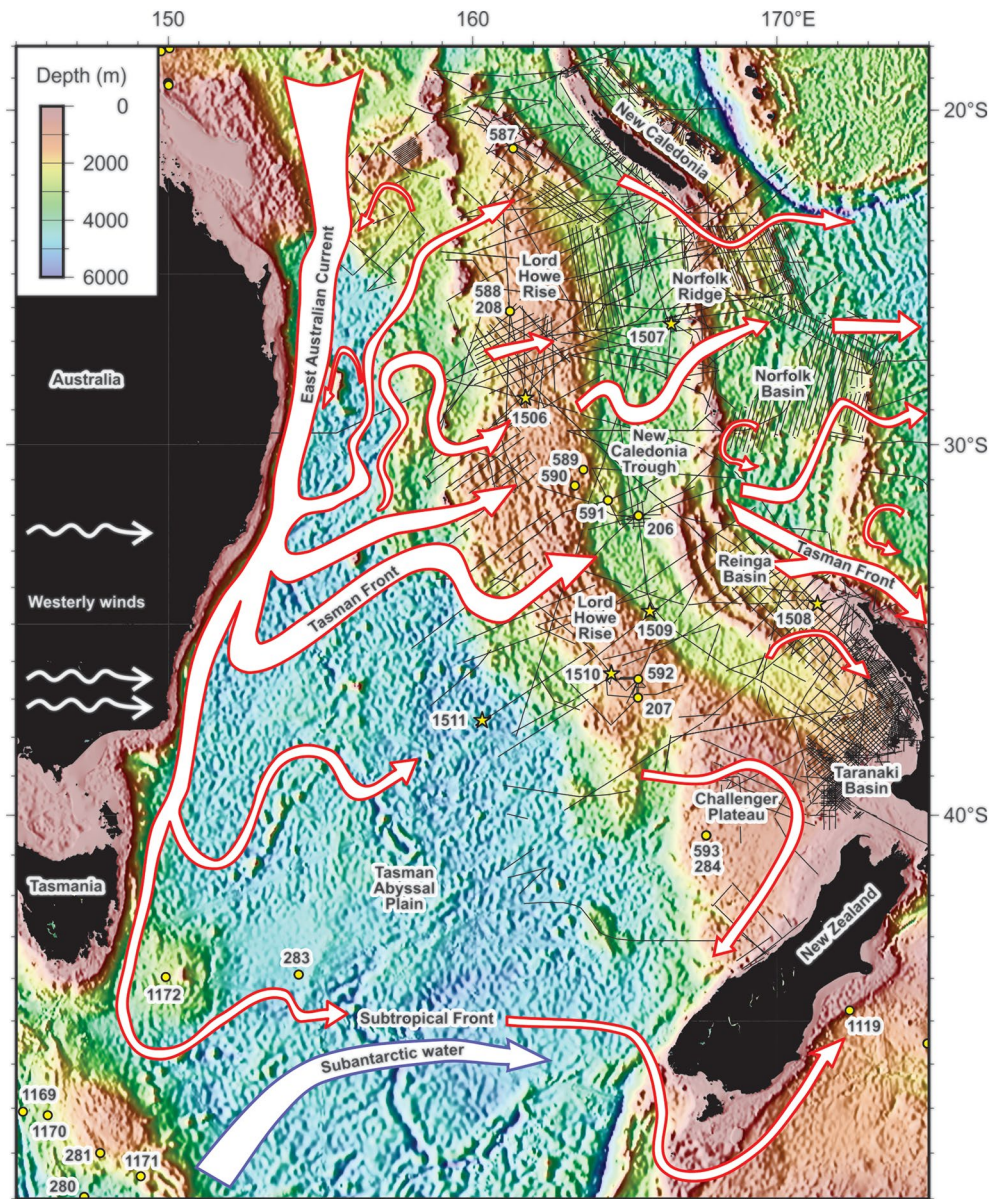 150
160
170°E
Depth (m)
0
2000
4000
6000
20°S
30°S
40°S
587
New Caledonia
East Australian Current
Lord
Howe
Rise
588
208
Norfolk
Ridge
1507
Australia
Norfolk
Basin
1506
New
Caledonia
Trough
589
590
591
206
Westerly winds
Tasman Front
Reinga
Basin
Tasman Front
Lord
Howe
Rise
1508
1509
1510
592
207
1511
Taranaki
Basin
Challenger
Plateau
593
284
Tasmania
Tasman
Abyssal
Plain
New Zealand
283
1172
Subtropical Front
1119
Subantarctic water
1169
1170
281
1171
280